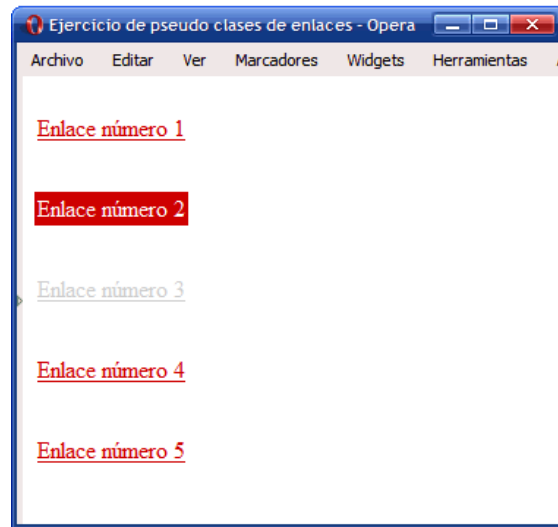 Ejercicio de pseudo clases de enlaces - Opera
Archivo Editar Ver Marcadores Widgets Herramientas
Enlace número 1
Enlace número 2
Enlace número 3
Enlace número 4
Enlace número 5